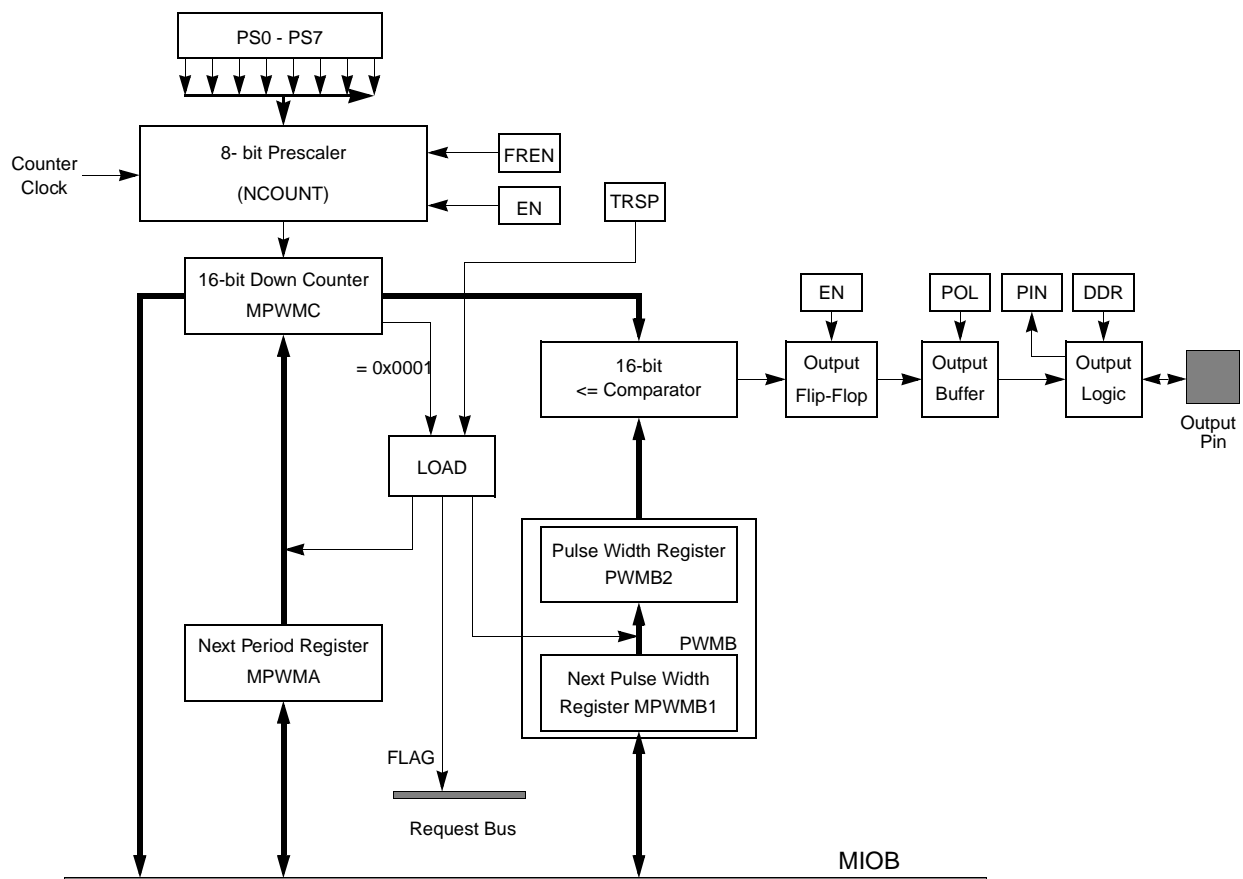 PS0 - PS7
8- bit Prescaler
(NCOUNT)
Counter
Clock
FREN
EN
TRSP
16-bit Down Counter
MPWMC
= 0x0001
EN
POL
PIN
DDR
16-bit
<= Comparator
Output
Flip-Flop
Output
Buffer
Output
Logic
Output
Pin
LOAD
Pulse Width Register
PWMB2
PWMB
Next Period Register
MPWMA
Next Pulse Width
Register MPWMB1
FLAG
Request Bus
MIOB